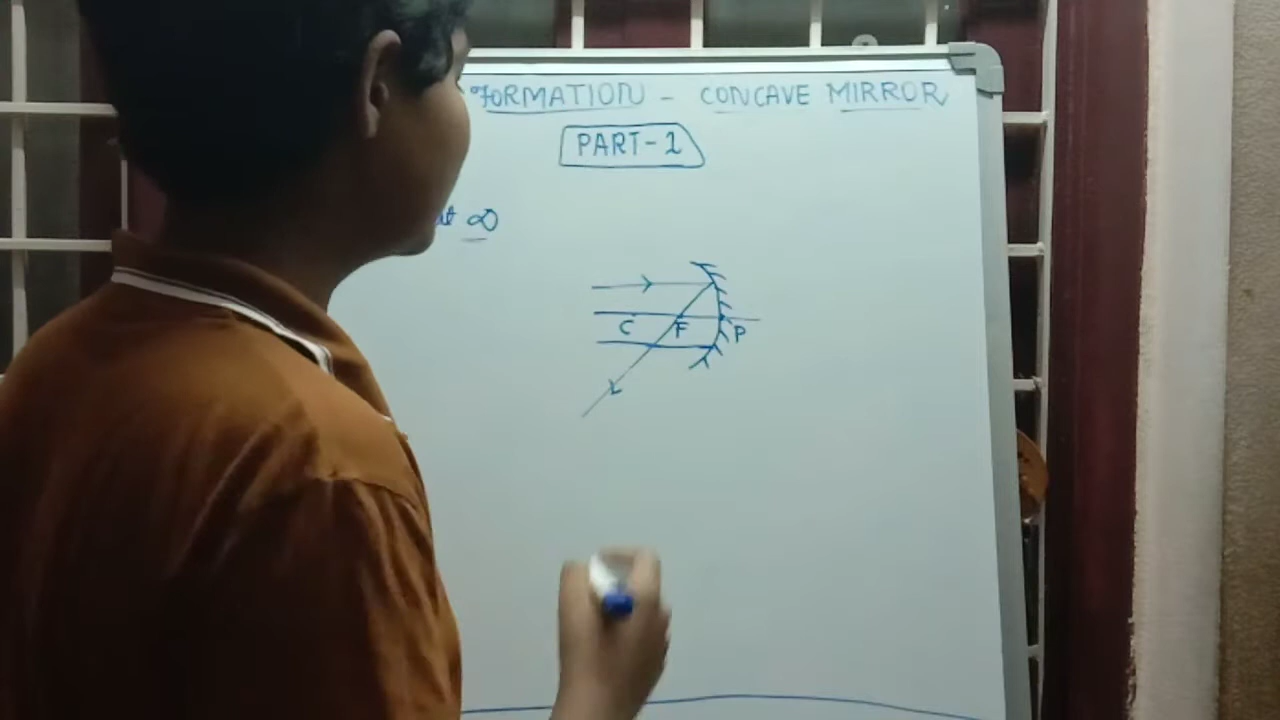 FORMATION - CONCAVE MIRROR
PART-1
at ∞
C F P